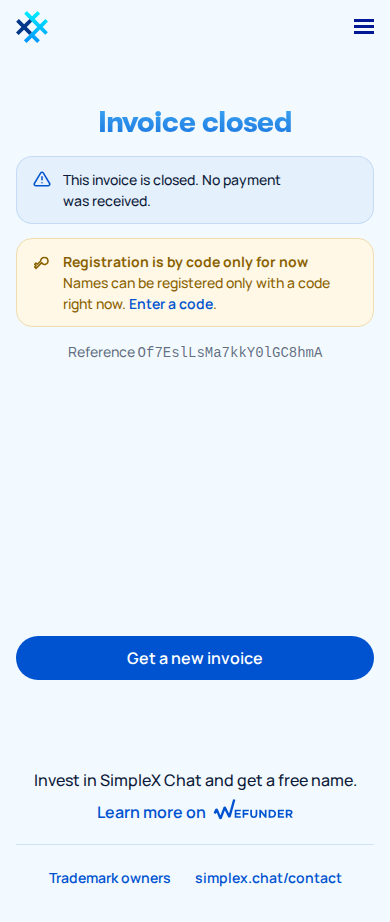 Invoice closed
This invoice is closed. No payment
was received.
Registration is by code only for now
Names can be registered only with a code
right now. Enter a code.
Reference Of7EslLsMa7kkY0lGC8hmA
Get a new invoice
Invest in SimpleX Chat and get a free name.
Learn more on WEFUNDER
Trademark owners simplex.chat/contact